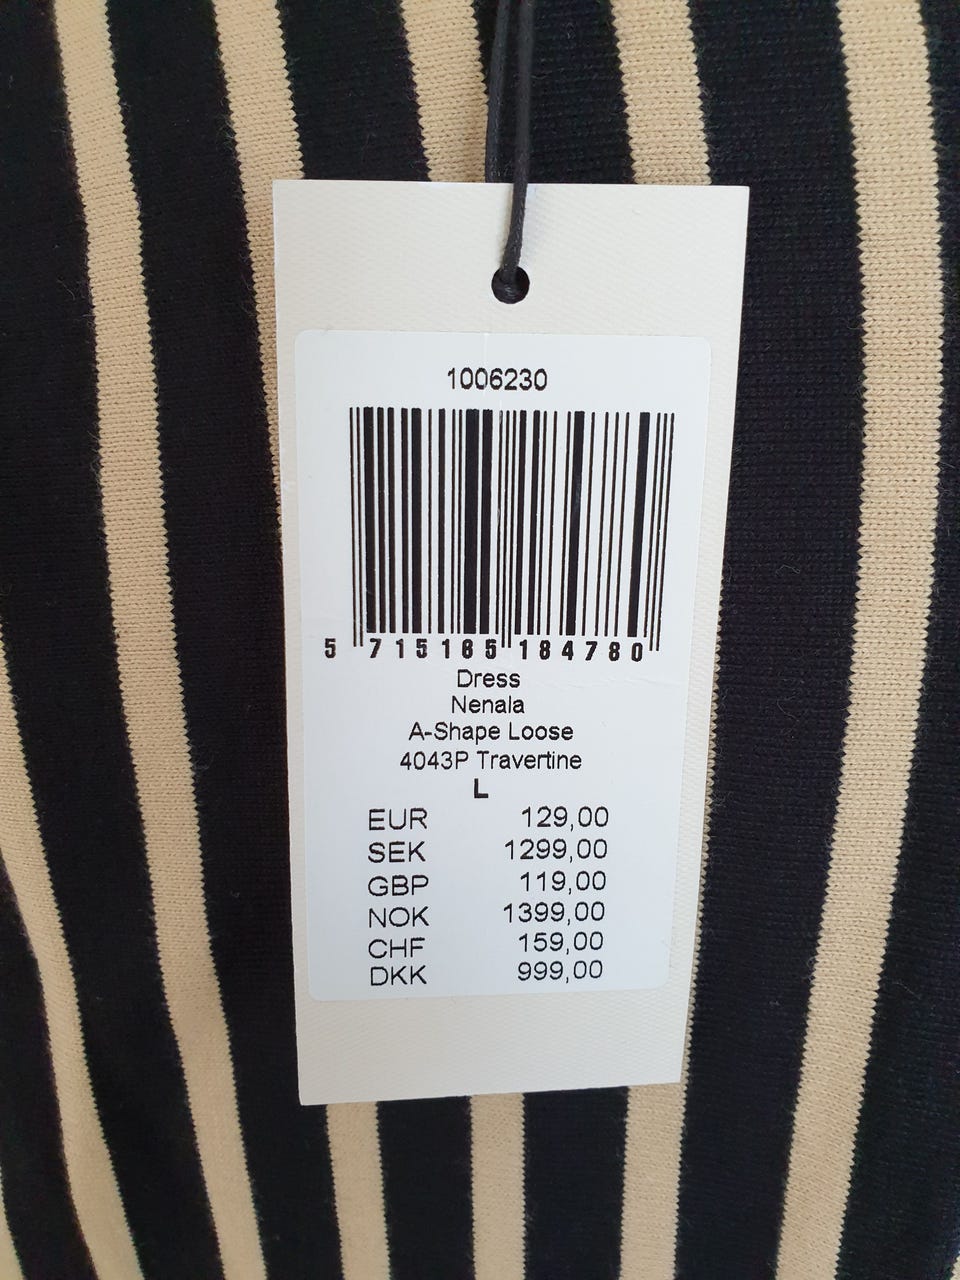 1006230
5 715165 184780
Dress
Nenala
A-Shape Loose
4043P Travertine
L
EUR 129,00
SEK 1299,00
GBP 119,00
NOK 1399,00
CHF 159,00
DKK 999,00